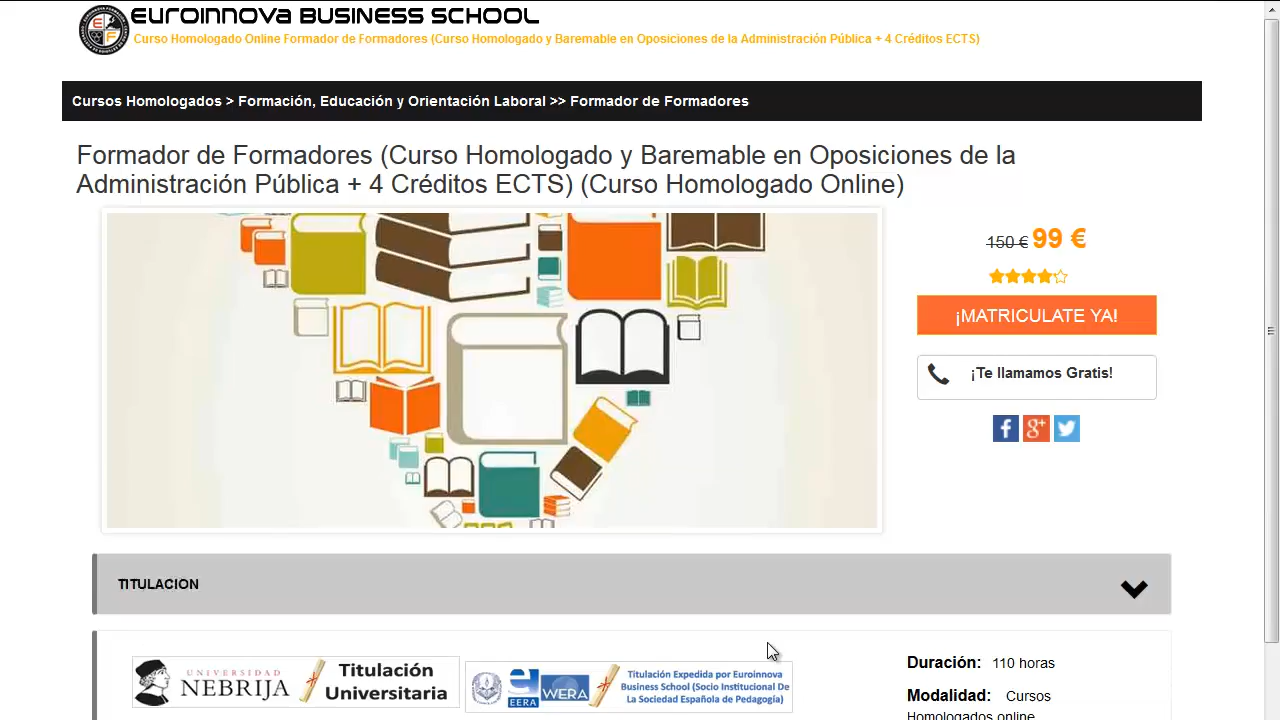 EUROINNOVA BUSINESS SCHOOL
Curso Homologado Online Formador de Formadores (Curso Homologado y Baremable en Oposiciones de la Administración Pública + 4 Créditos ECTS)
Cursos Homologados > Formación, Educación y Orientación Laboral >> Formador de Formadores
Formador de Formadores (Curso Homologado y Baremable en Oposiciones de la
Administración Pública + 4 Créditos ECTS) (Curso Homologado Online)
150 € 99 €
¡MATRICULATE YA!
¡Te llamamos Gratis!
TITULACION
UNIVERSIDAD
NEBRIJA
Titulación
Universitaria
EERA
WERA
Titulación Expedida por Euroinnova
Business School (Socio Institucional De
La Sociedad Española de Pedagogía)
Duración: 110 horas
Modalidad: Cursos
Homologados online